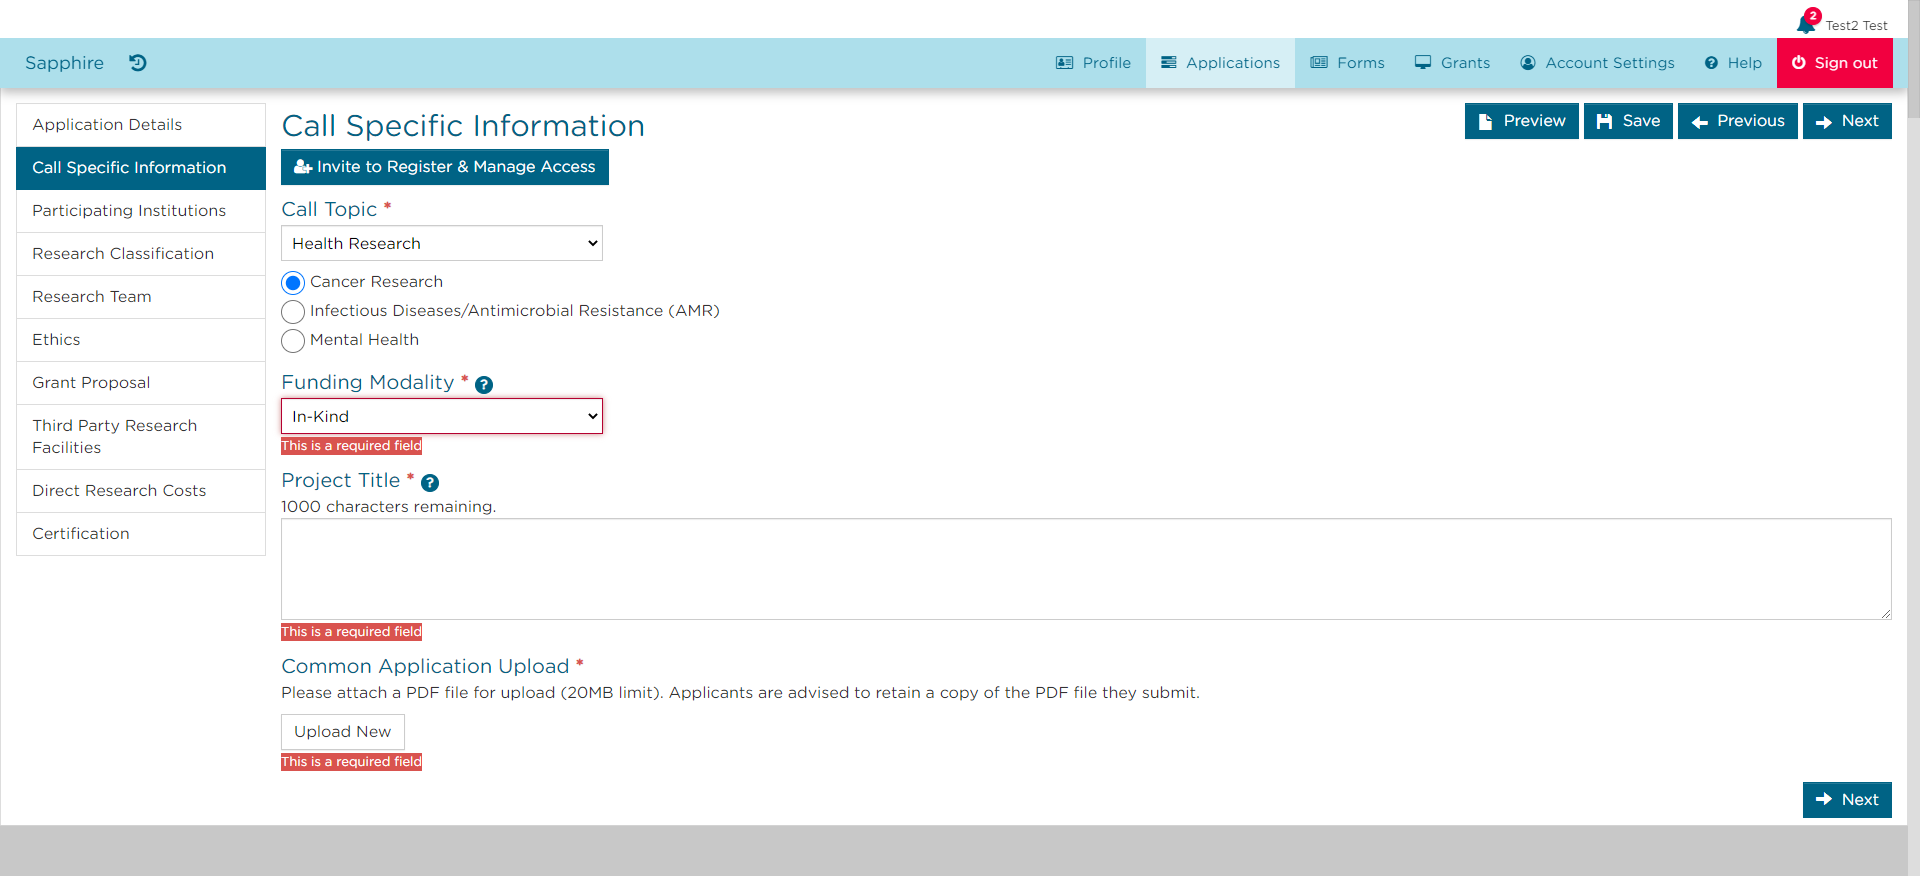 2
Test2 Test
Sapphire
Profile
Applications
Forms
Grants
Account Settings
Help
Sign out
Application Details
Call Specific Information
Participating Institutions
Research Classification
Research Team
Ethics
Grant Proposal
Third Party Research
Facilities
Direct Research Costs
Certification
Call Specific Information
Preview
Save
Previous
Next
Invite to Register & Manage Access
Call Topic *
Health Research
Cancer Research
Infectious Diseases/Antimicrobial Resistance (AMR)
Mental Health
Funding Modality * ?
In-Kind
This is a required field
Project Title * ?
1000 characters remaining.
This is a required field
Common Application Upload *
Please attach a PDF file for upload (20MB limit). Applicants are advised to retain a copy of the PDF file they submit.
Upload New
This is a required field
Next